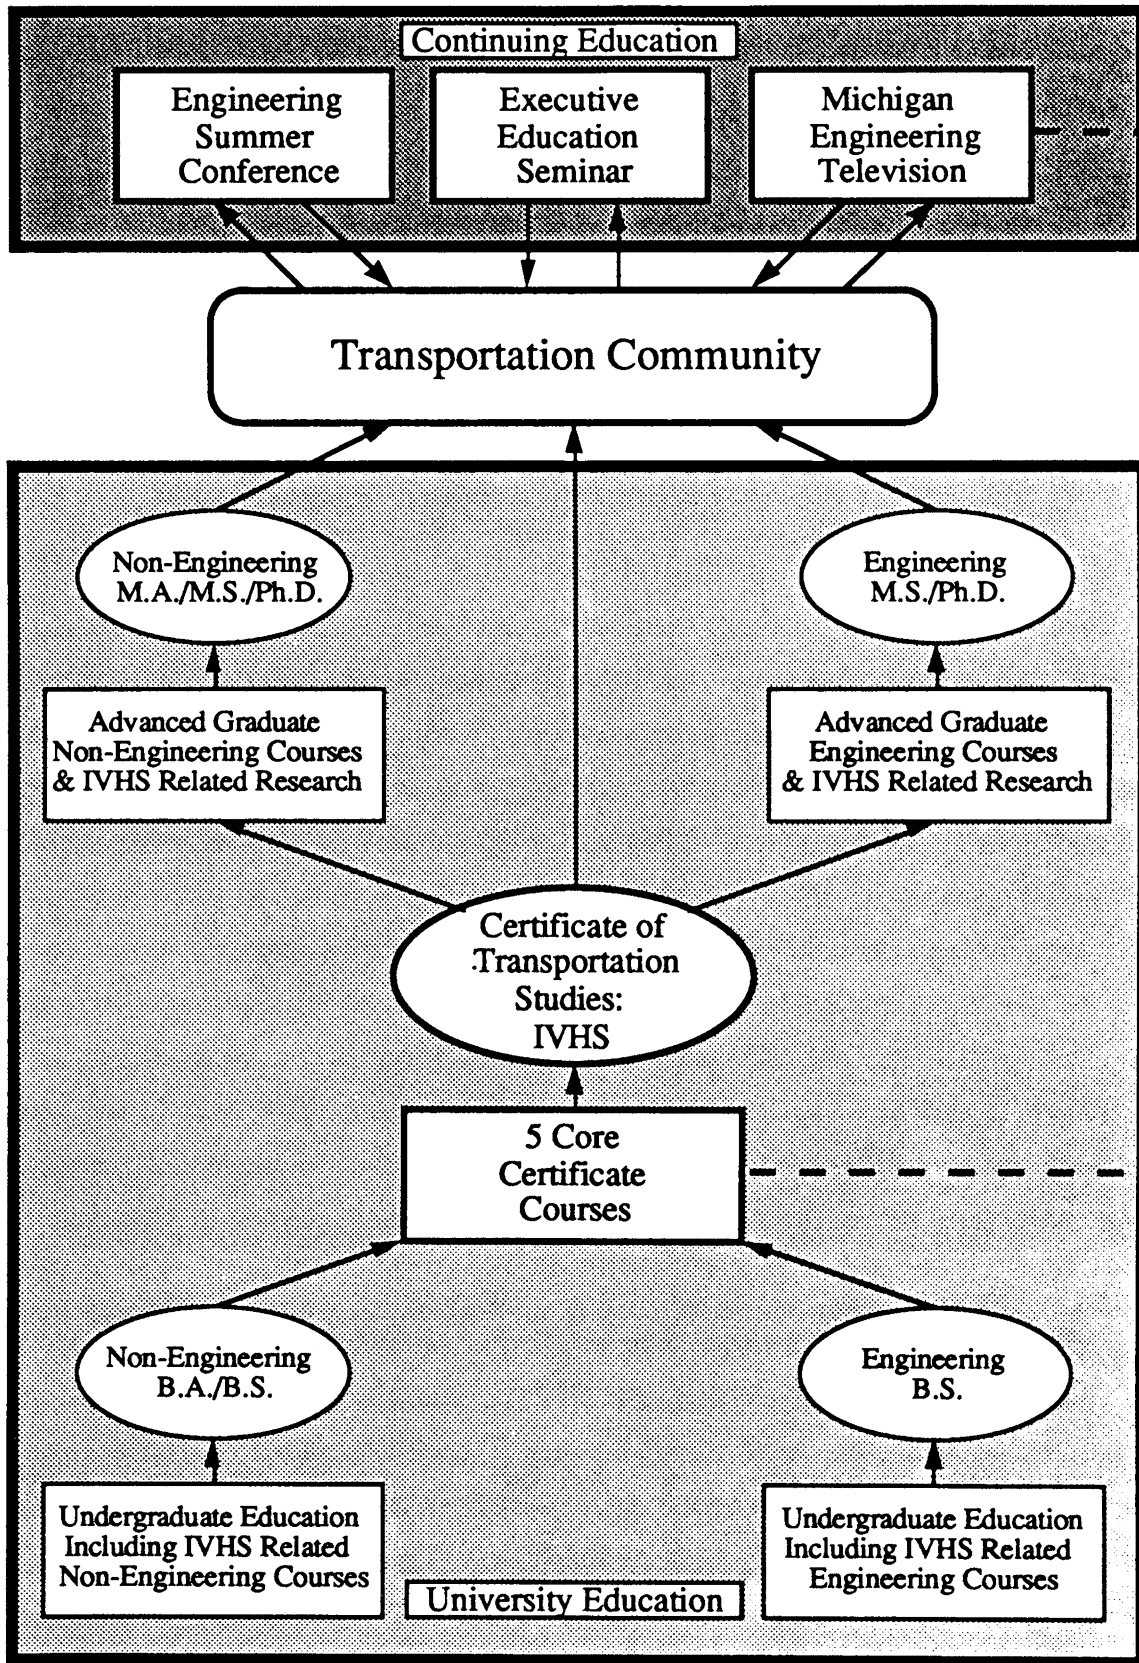 Continuing Education
Engineering
Summer
Conference
Executive
Education
Seminar
Michigan
Engineering
Television
Transportation Community
Non-Engineering
M.A./M.S./Ph.D.
Engineering
M.S./Ph.D.
Advanced Graduate
Non-Engineering Courses
& IVHS Related Research
Advanced Graduate
Engineering Courses
& IVHS Related Research
Certificate of
Transportation
Studies:
IVHS
5 Core
Certificate
Courses
Non-Engineering
B.A./B.S.
Engineering
B.S.
Undergraduate Education
Including IVHS Related
Non-Engineering Courses
Undergraduate Education
Including IVHS Related
Engineering Courses
University Education